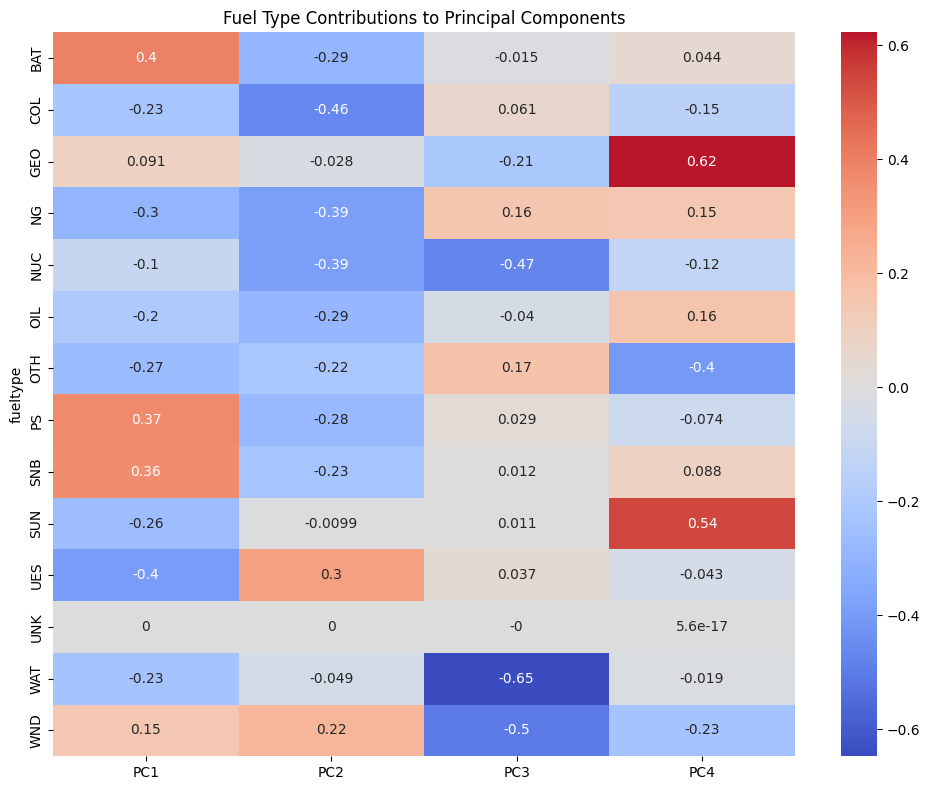 Fuel Type Contributions to Principal Components
fueltype
BAT 0.4 -0.29 -0.015 0.044
COL -0.23 -0.46 0.061 -0.15
GEO 0.091 -0.028 -0.21 0.62
NG -0.3 -0.39 0.16 0.15
NUC -0.1 -0.39 -0.47 -0.12
OIL -0.2 -0.29 -0.04 0.16
OTH -0.27 -0.22 0.17 -0.4
PS 0.37 -0.28 0.029 -0.074
SNB 0.36 -0.23 0.012 0.088
SUN -0.26 -0.0099 0.011 0.54
UES -0.4 0.3 0.037 -0.043
UNK 0 0 -0 5.6e-17
WAT -0.23 -0.049 -0.65 -0.019
WND 0.15 0.22 -0.5 -0.23
PC1 PC2 PC3 PC4
0.6
0.4
0.2
0.0
-0.2
-0.4
-0.6